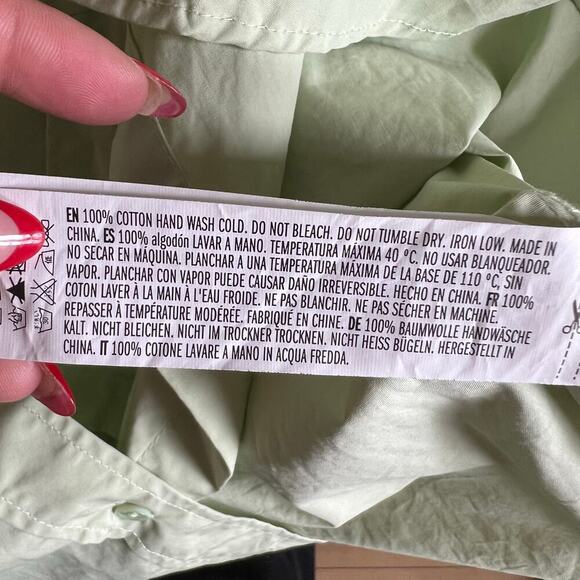 EN 100% COTTON HAND WASH COLD. DO NOT BLEACH. DO NOT TUMBLE DRY. IRON LOW. MADE IN
CHINA. ES 100% algodón LAVAR A MANO. TEMPERATURA MÁXIMA 40 °C. NO USAR BLANQUEADOR.
NO SECAR EN MÁQUINA. PLANCHAR A UNA TEMPERATURA MÁXIMA DE LA BASE DE 110 °C, SIN
VAPOR. PLANCHAR CON VAPOR PUEDE CAUSAR DAÑO IRREVERSIBLE. HECHO EN CHINA. FR 100%
COTON LAVER À LA MAIN À L'EAU FROIDE. NE PAS BLANCHIR. NE PAS SÉCHER EN MACHINE.
REPASSER À TEMPÉRATURE MODÉRÉE. FABRIQUÉ EN CHINE. DE 100% BAUMWOLLE HANDWÄSCHE
KALT. NICHT BLEICHEN. NICHT IM TROCKNER TROCKNEN. NICHT HEISS BÜGELN. HERGESTELLT IN
CHINA. IT 100% COTONE LAVARE A MANO IN ACQUA FREDDA.